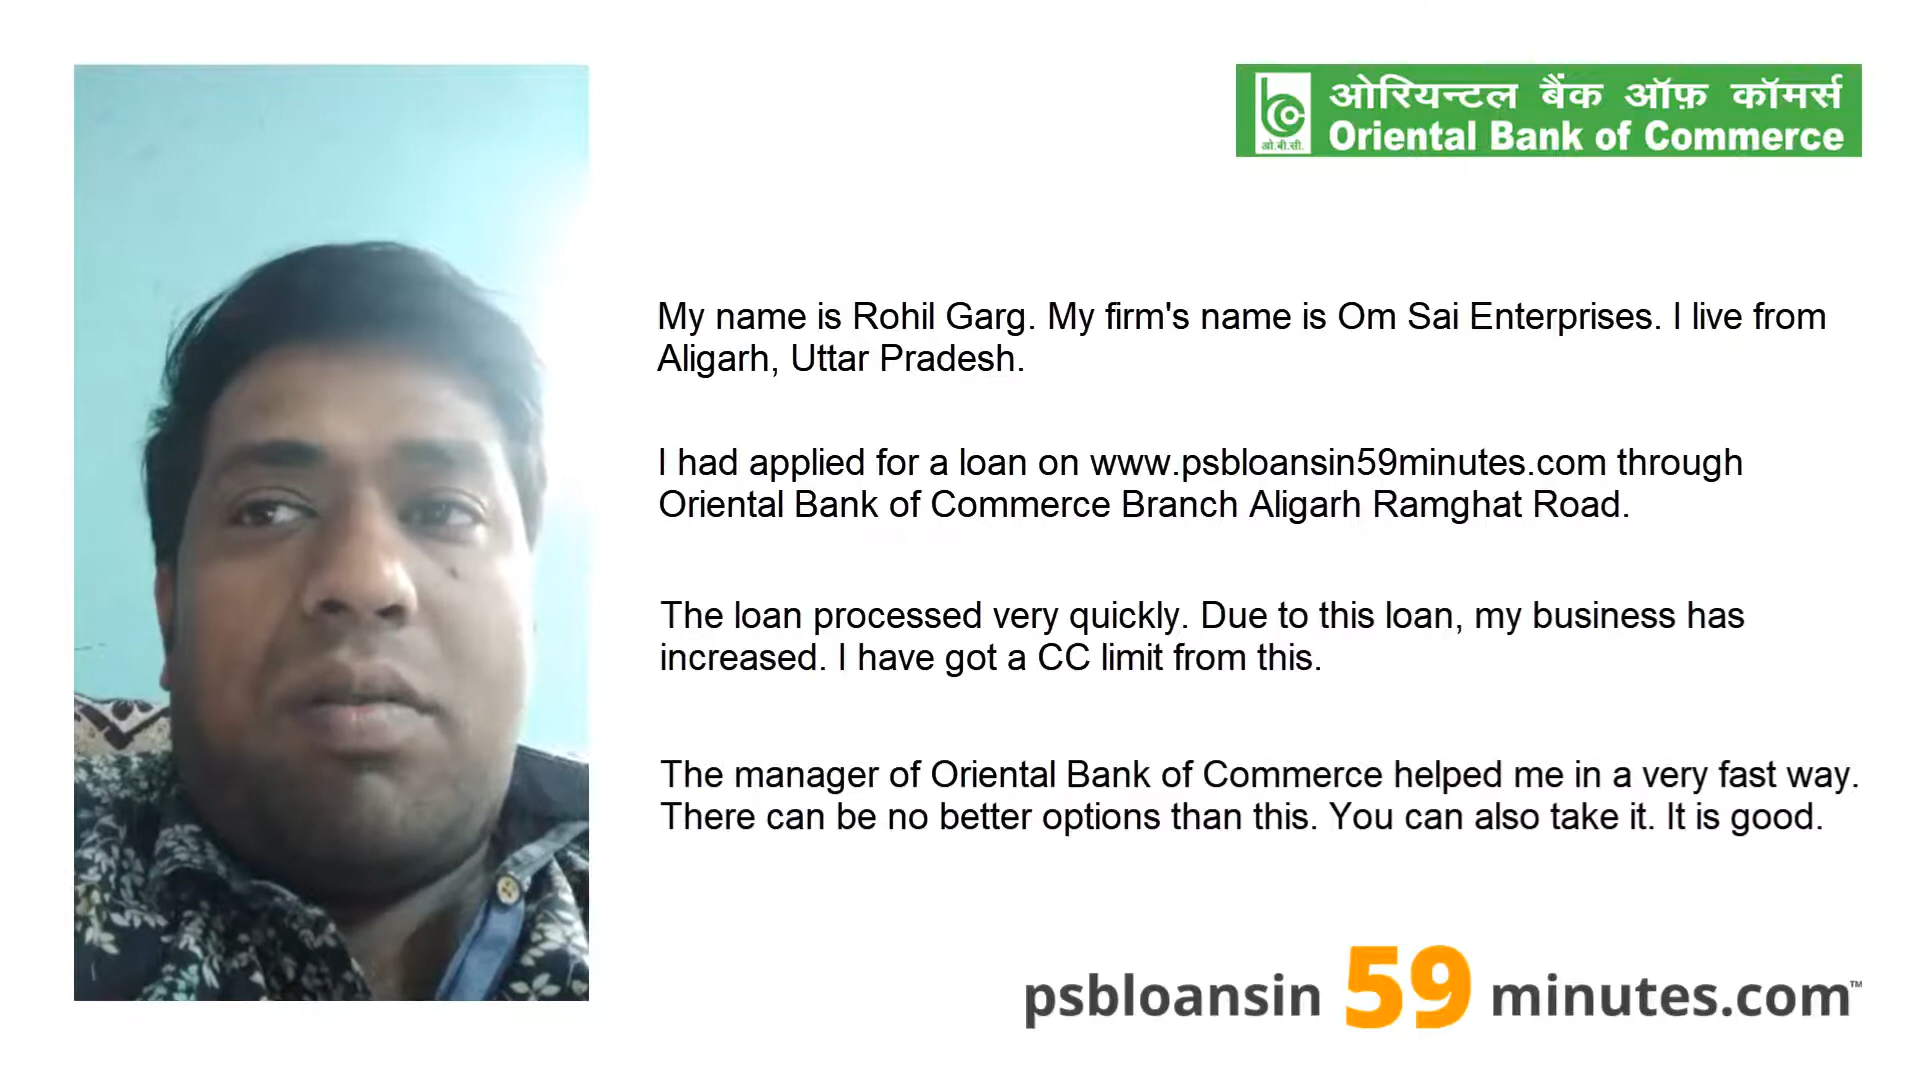 ओरियन्टल बैंक ऑफ़ कॉमर्स
Oriental Bank of Commerce
ओ.बी.सी.
My name is Rohil Garg. My firm's name is Om Sai Enterprises. I live from
Aligarh, Uttar Pradesh.
I had applied for a loan on www.psbloansin59minutes.com through
Oriental Bank of Commerce Branch Aligarh Ramghat Road.
The loan processed very quickly. Due to this loan, my business has
increased. I have got a CC limit from this.
The manager of Oriental Bank of Commerce helped me in a very fast way.
There can be no better options than this. You can also take it. It is good.
psbloansin 59 minutes.com™